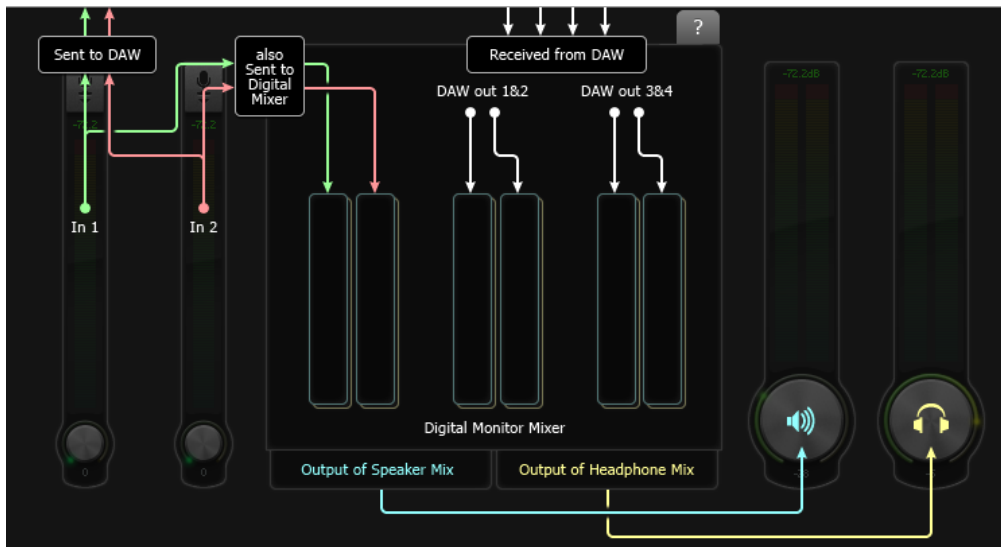 Sent to DAW
also
Sent to
Digital
Mixer
Received from DAW
?
DAW out 1&2
DAW out 3&4
-72.2
-72.2
-72.2dB
-72.2dB
In 1
In 2
Digital Monitor Mixer
Output of Speaker Mix
Output of Headphone Mix
0
0